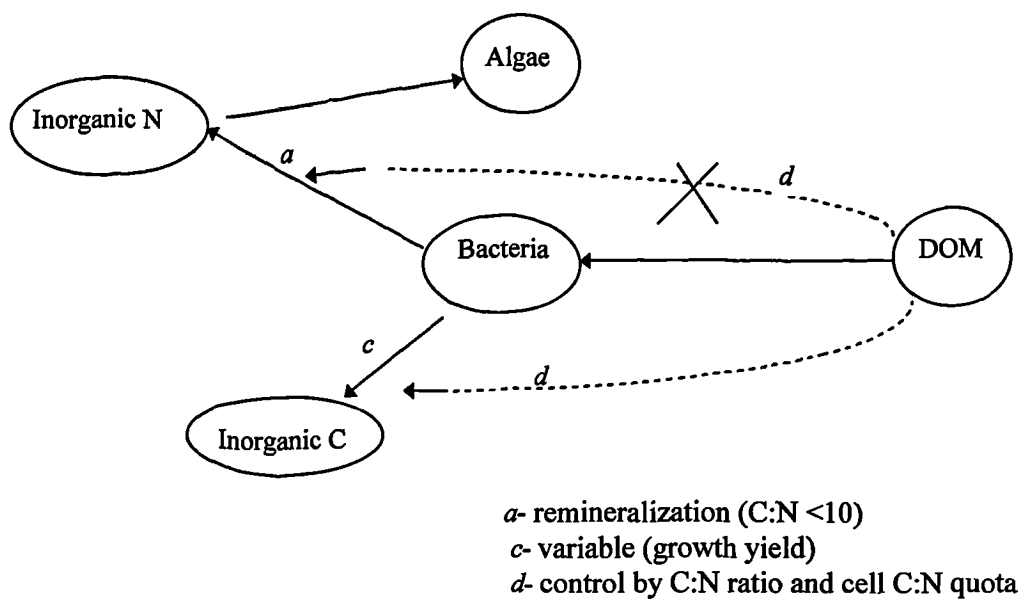 Algae
Inorganic N
a
d
Bacteria
DOM
c
d
Inorganic C
a- remineralization (C:N <10)
c- variable (growth yield)
d- control by C:N ratio and cell C:N quota